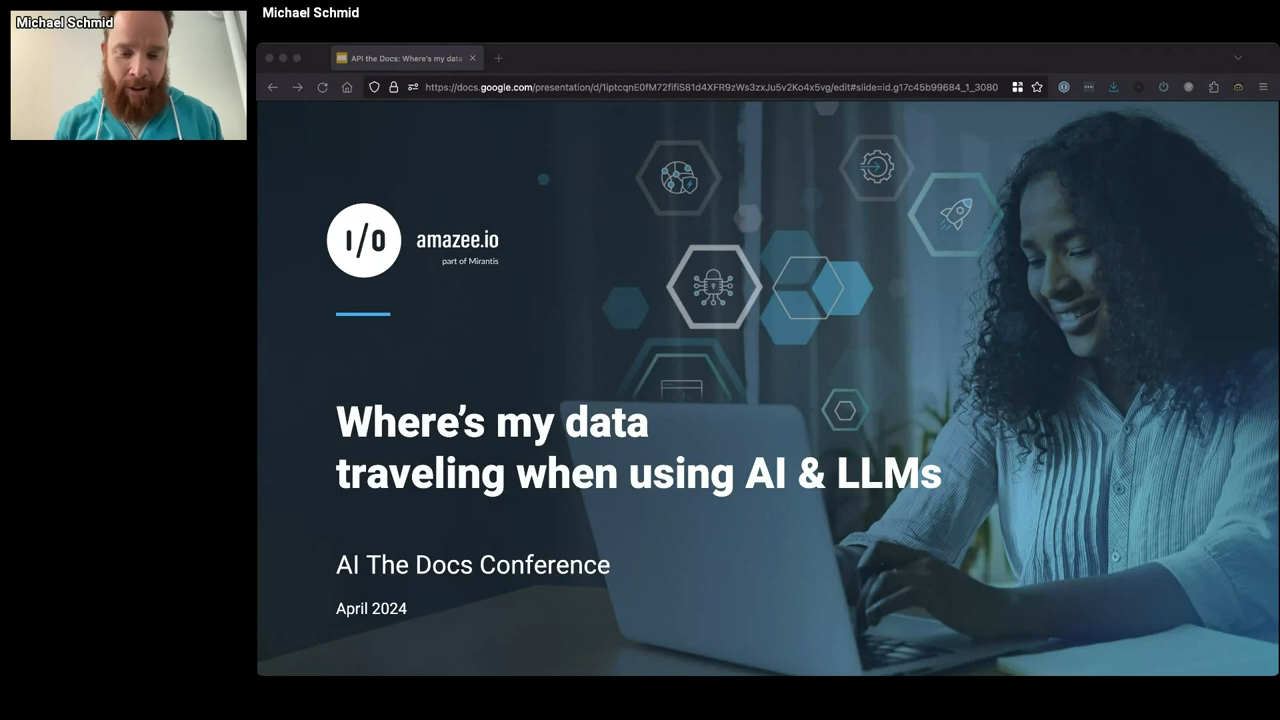 Michael Schmid
Michael Schmid
API the Docs: Where's my data
https://docs.google.com/presentation/d/1iptcqnE0fM72fifiS81d4XFR9zWs3zxJu5v2Ko4x5vg/edit#slide=id.g17c45b99684_1_3080
I/O
amazee.io
part of Mirantis
Where's my data
traveling when using AI & LLMs
AI The Docs Conference
April 2024